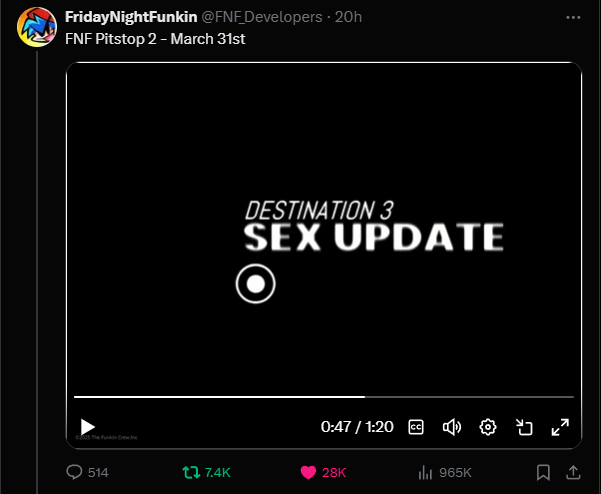 FridayNightFunkin @FNF_Developers · 20h
FNF Pitstop 2 - March 31st
DESTINATION 3
SEX UPDATE
0:47 / 1:20
CC
©2025 The Funkin Crew, Inc
514
7.4K
28K
965K